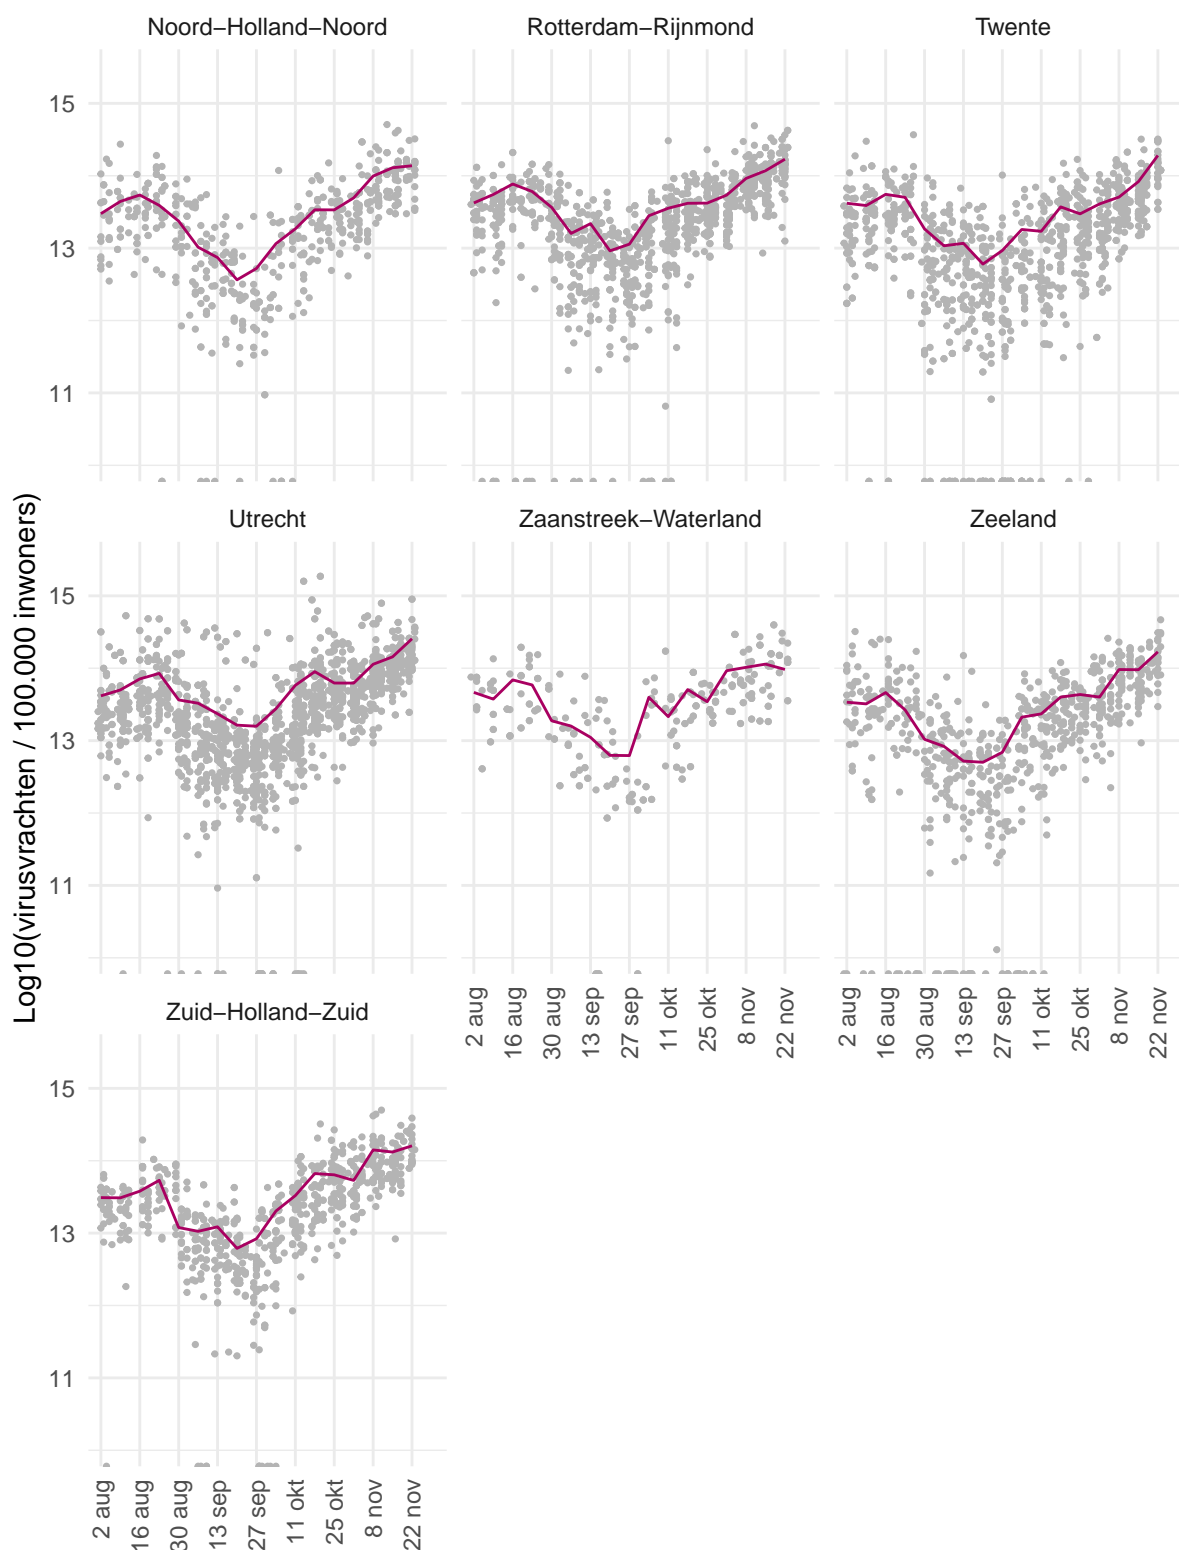 Noord−Holland−Noord
Rotterdam−Rijnmond
Twente
15
13
11
Utrecht
Zaanstreek−Waterland
Zeeland
15
13
11
Log10(virusvrachten / 100.000 inwoners)
2 aug
16 aug
30 aug
13 sep
27 sep
11 okt
25 okt
8 nov
22 nov
2 aug
16 aug
30 aug
13 sep
27 sep
11 okt
25 okt
8 nov
22 nov
Zuid−Holland−Zuid
15
13
11
2 aug
16 aug
30 aug
13 sep
27 sep
11 okt
25 okt
8 nov
22 nov